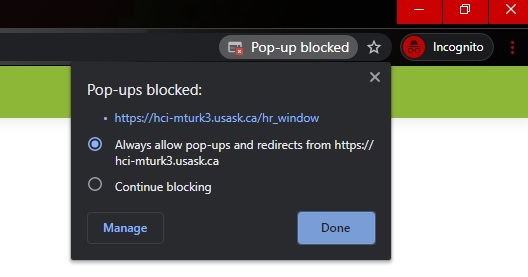 Pop-up blocked
Incognito
Pop-ups blocked:
• https://hci-mturk3.usask.ca/hr_window
Always allow pop-ups and redirects from https://
hci-mturk3.usask.ca
Continue blocking
Manage
Done